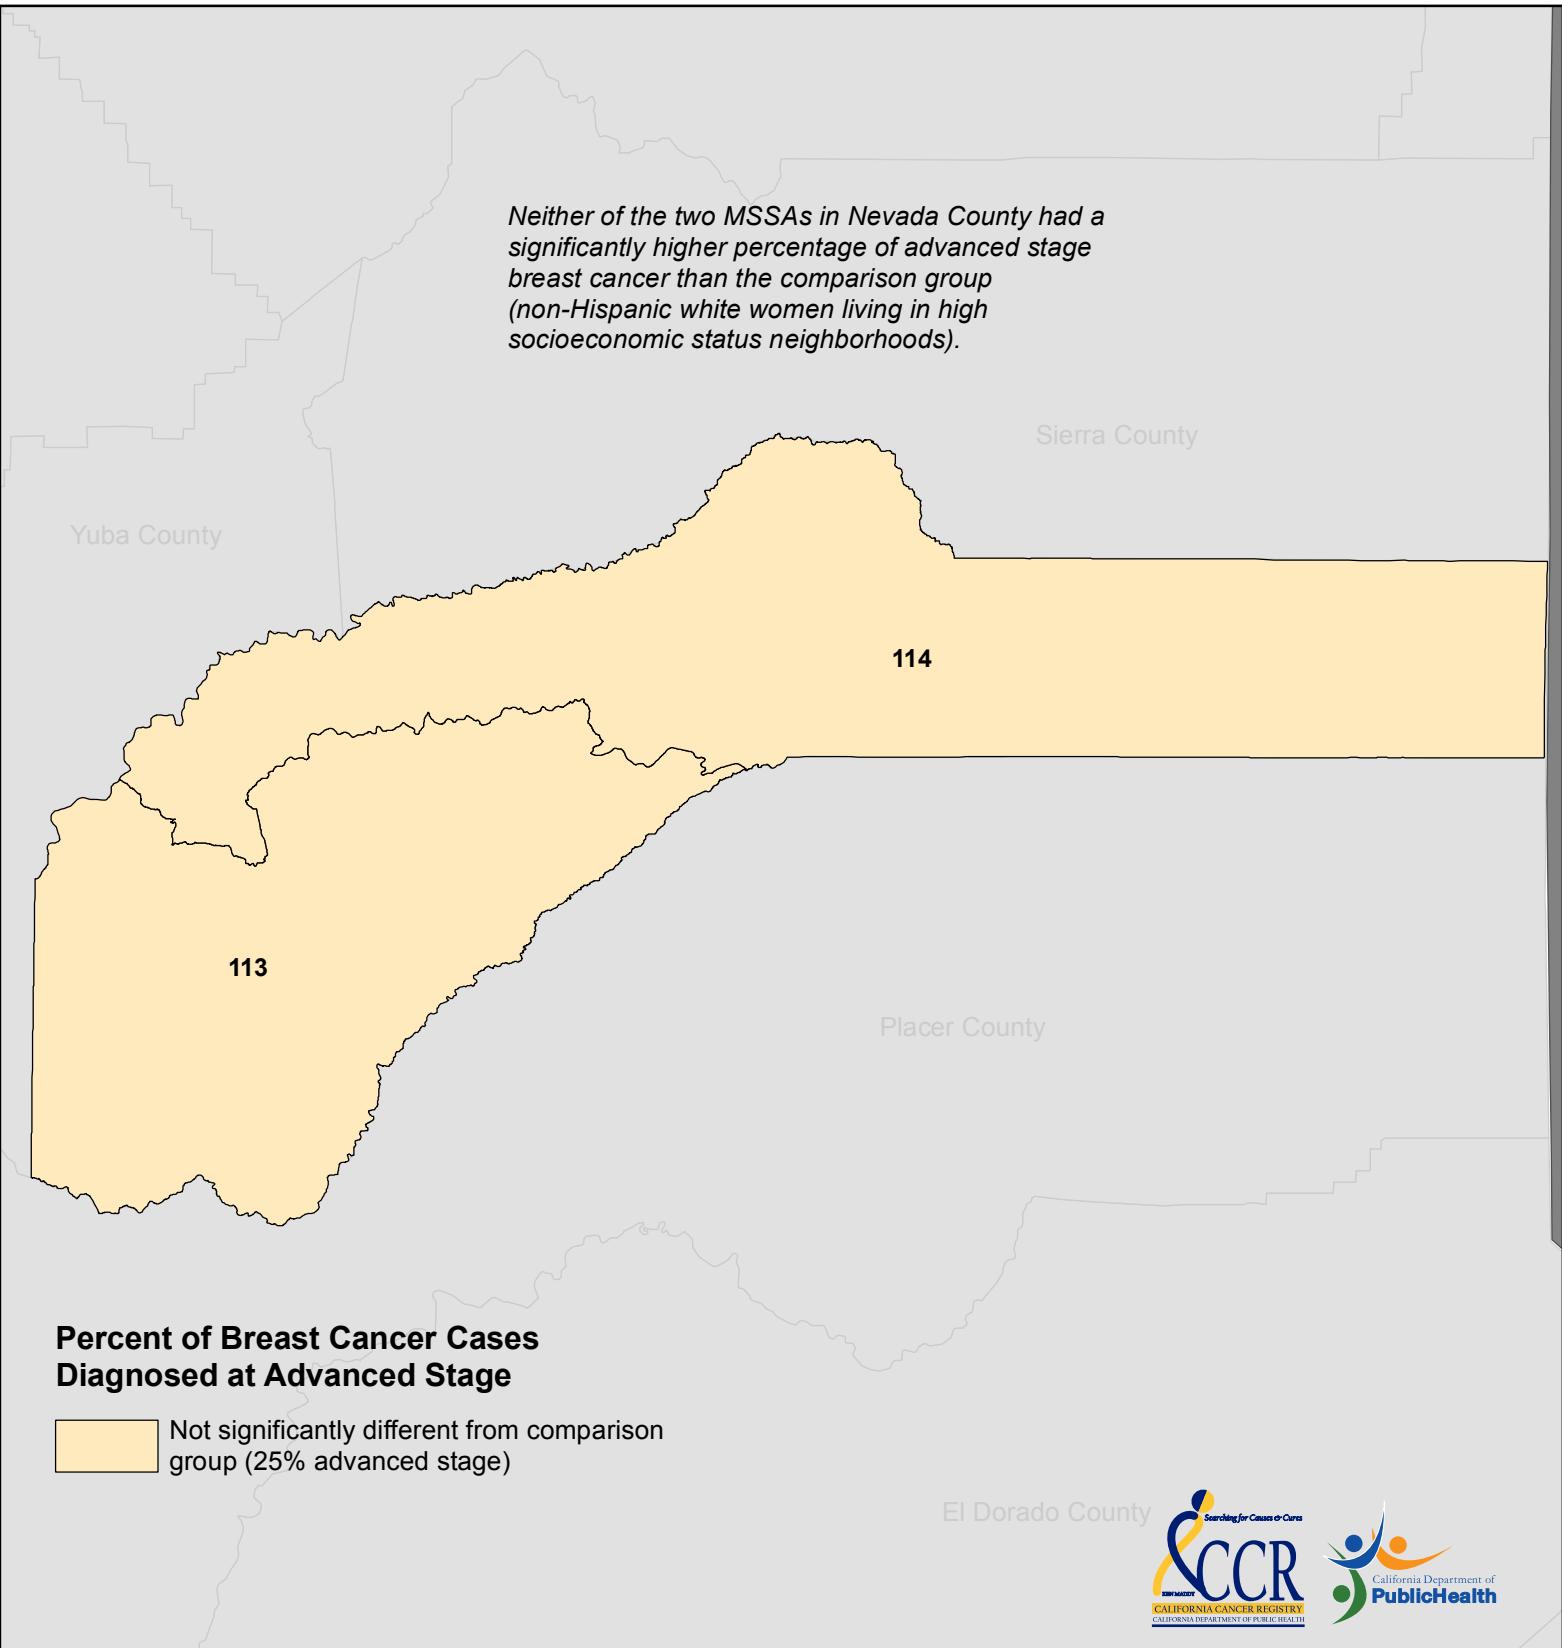 Neither of the two MSSAs in Nevada County had a
significantly higher percentage of advanced stage
breast cancer than the comparison group
(non-Hispanic white women living in high
socioeconomic status neighborhoods).
Sierra County
Yuba County
114
113
Placer County
Percent of Breast Cancer Cases
Diagnosed at Advanced Stage
Not significantly different from comparison
group (25% advanced stage)
El Dorado County
Searching for Causes & Cures
CCR
KEN MADDY
CALIFORNIA CANCER REGISTRY
CALIFORNIA DEPARTMENT OF PUBLIC HEALTH
California Department of
PublicHealth